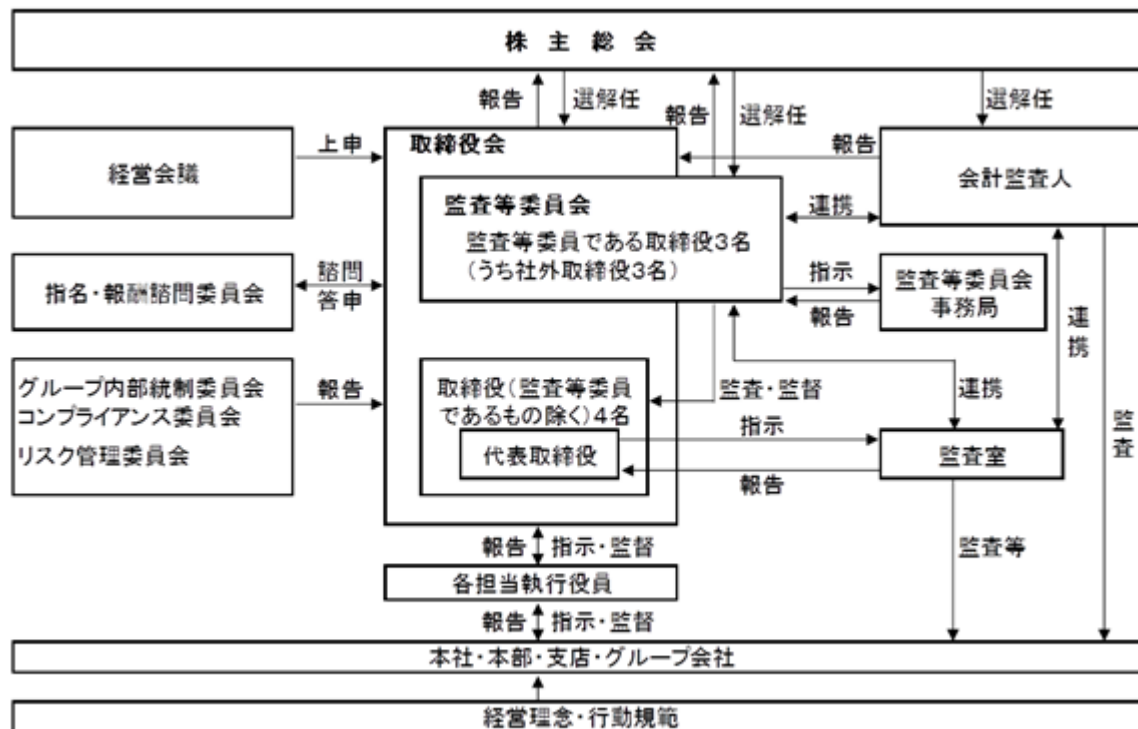 株主総会
報告
選解任
報告
選解任
選解任
経営会議
上申
取締役会
報告
会計監査人
監査等委員会
監査等委員である取締役3名
(うち社外取締役3名)
連携
指名・報酬諮問委員会
諮問
答申
指示
報告
監査等委員会
事務局
連携
監査
グループ内部統制委員会
コンプライアンス委員会
リスク管理委員会
報告
取締役(監査等委員
であるもの除く)4名
代表取締役
監査・監督
連携
指示
報告
監査室
報告 指示・監督
監査等
各担当執行役員
報告 指示・監督
本社・本部・支店・グループ会社
経営理念・行動規範